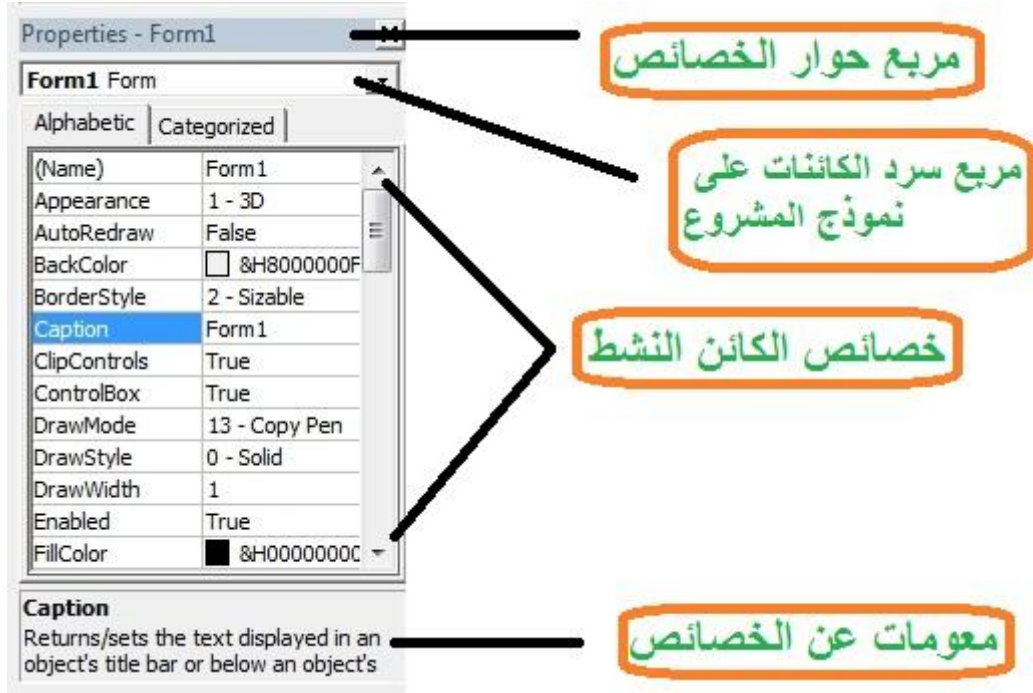 Properties - Form1
مربع حوار الخصائص
Form1 Form
Alphabetic Categorized
مربع سرد الكائنات على
نموذج المشروع
(Name) Form1
Appearance 1 - 3D
AutoRedraw False
BackColor &H8000000F
BorderStyle 2 - Sizable
Caption Form1
خصائص الكائن النشط
ClipControls True
ControlBox True
DrawMode 13 - Copy Pen
DrawStyle 0 - Solid
DrawWidth 1
Enabled True
FillColor &H00000000
Caption
Returns/sets the text displayed in an
object's title bar or below an object's
معومات عن الخصائص